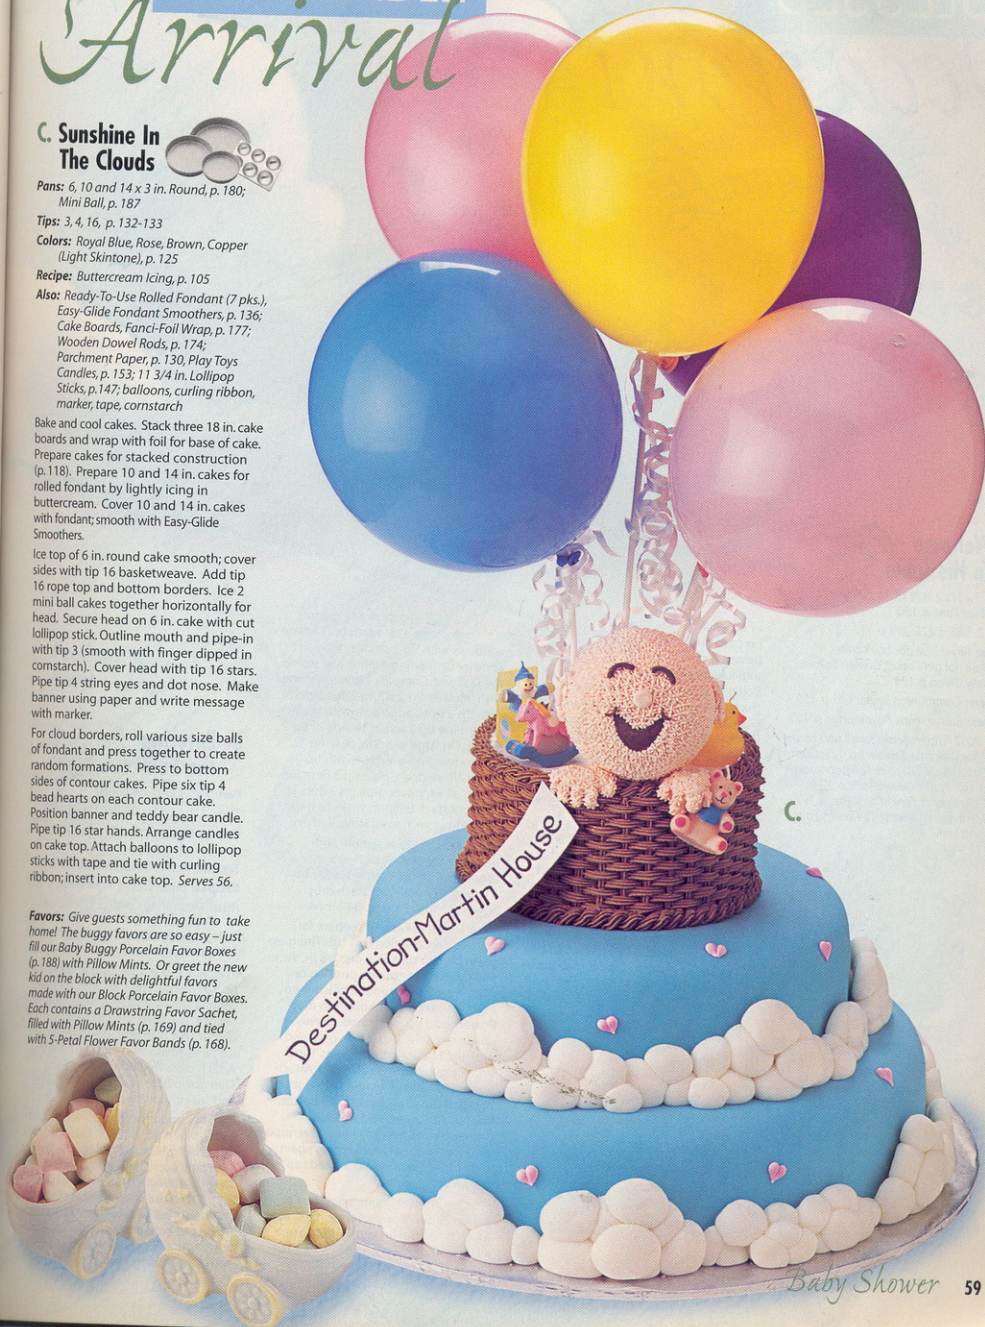 Arrival
C. Sunshine In
The Clouds
Pans: 6, 10 and 14 x 3 in. Round, p. 180;
Mini Ball, p. 187
Tips: 3, 4, 16, p. 132-133
Colors: Royal Blue, Rose, Brown, Copper
(Light Skintone), p. 125
Recipe: Buttercream Icing, p. 105
Also: Ready-To-Use Rolled Fondant (7 pks.),
Easy-Glide Fondant Smoothers, p. 136;
Cake Boards, Fanci-Foil Wrap, p. 177;
Wooden Dowel Rods, p. 174;
Parchment Paper, p. 130, Play Toys
Candles, p. 153; 11 3/4 in. Lollipop
Sticks, p.147; balloons, curling ribbon,
marker, tape, cornstarch
Bake and cool cakes. Stack three 18 in. cake
boards and wrap with foil for base of cake.
Prepare cakes for stacked construction
(p. 118). Prepare 10 and 14 in. cakes for
rolled fondant by lightly icing in
buttercream. Cover 10 and 14 in. cakes
with fondant; smooth with Easy-Glide
Smoothers.
Ice top of 6 in. round cake smooth; cover
sides with tip 16 basketweave. Add tip
16 rope top and bottom borders. Ice 2
mini ball cakes together horizontally for
head. Secure head on 6 in. cake with cut
lollipop stick. Outline mouth and pipe-in
with tip 3 (smooth with finger dipped in
cornstarch). Cover head with tip 16 stars.
Pipe tip 4 string eyes and dot nose. Make
banner using paper and write message
with marker.
For cloud borders, roll various size balls
of fondant and press together to create
random formations. Press to bottom
sides of contour cakes. Pipe six tip 4
bead hearts on each contour cake.
Position banner and teddy bear candle.
Pipe tip 16 star hands. Arrange candles
on cake top. Attach balloons to lollipop
sticks with tape and tie with curling
ribbon; insert into cake top. Serves 56.
Favors: Give guests something fun to take
home! The buggy favors are so easy – just
fill our Baby Buggy Porcelain Favor Boxes
(p. 188) with Pillow Mints. Or greet the new
kid on the block with delightful favors
made with our Block Porcelain Favor Boxes.
Each contains a Drawstring Favor Sachet,
filled with Pillow Mints (p. 169) and tied
with 5-Petal Flower Favor Bands (p. 168).
C.
Destination-Martin House
Baby Shower 59